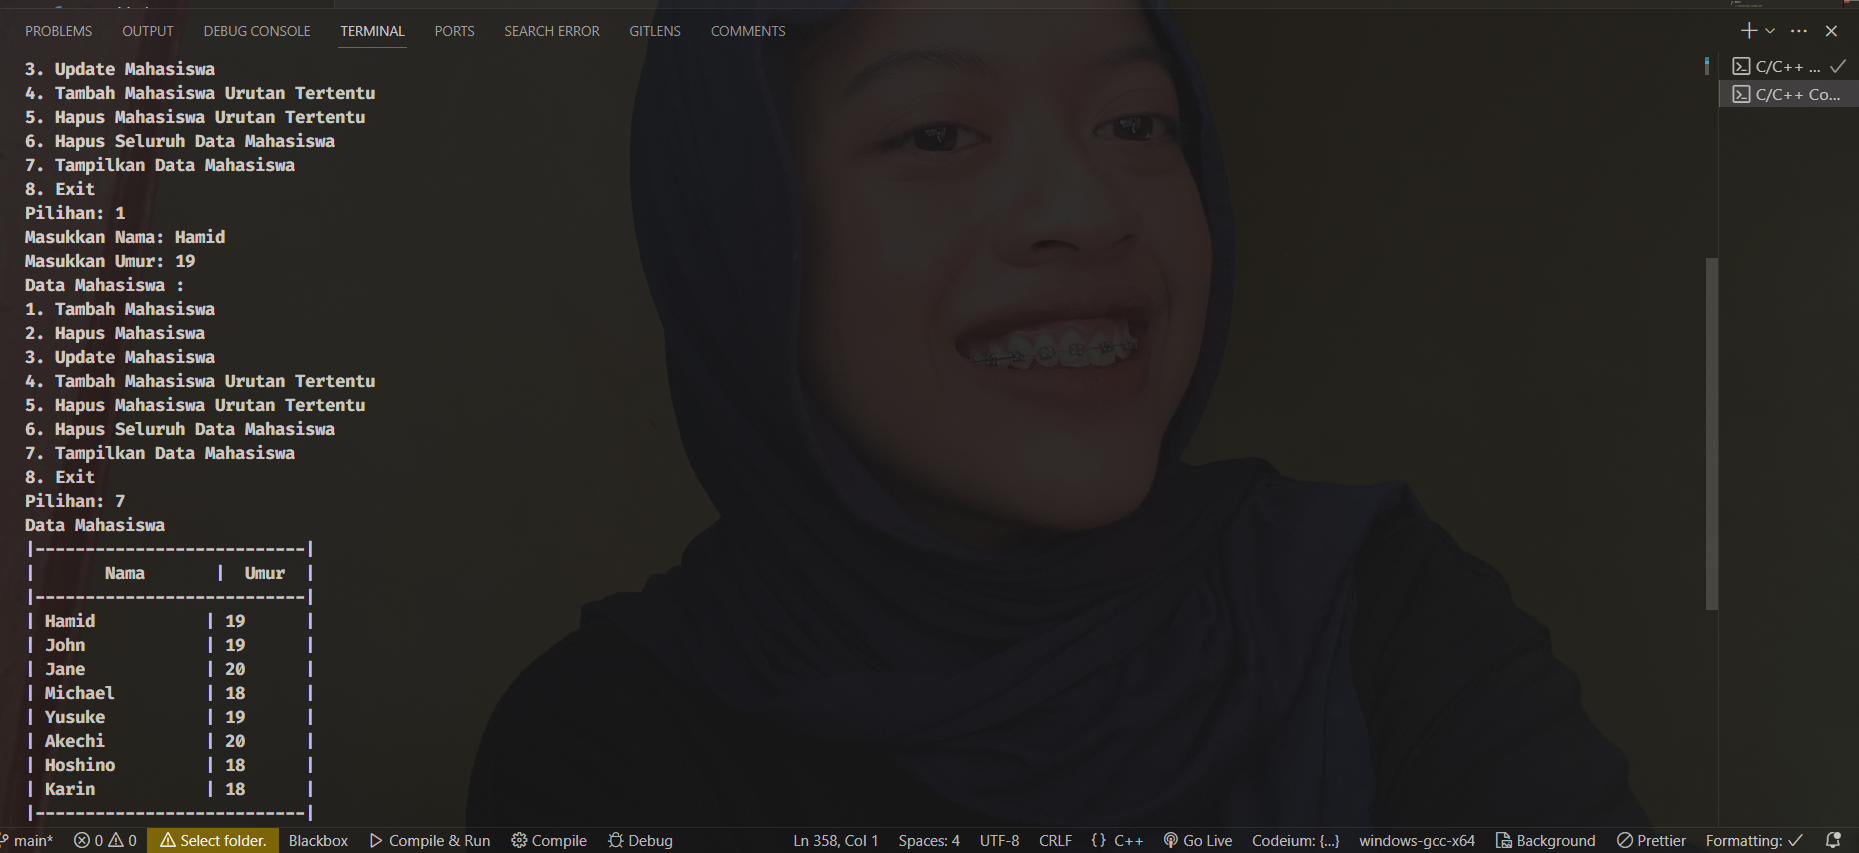 PROBLEMS OUTPUT DEBUG CONSOLE TERMINAL PORTS SEARCH ERROR GITLENS COMMENTS
C/C++ ...
C/C++ Co...
3. Update Mahasiswa
4. Tambah Mahasiswa Urutan Tertentu
5. Hapus Mahasiswa Urutan Tertentu
6. Hapus Seluruh Data Mahasiswa
7. Tampilkan Data Mahasiswa
8. Exit
Pilihan: 1
Masukkan Nama: Hamid
Masukkan Umur: 19
Data Mahasiswa :
1. Tambah Mahasiswa
2. Hapus Mahasiswa
3. Update Mahasiswa
4. Tambah Mahasiswa Urutan Tertentu
5. Hapus Mahasiswa Urutan Tertentu
6. Hapus Seluruh Data Mahasiswa
7. Tampilkan Data Mahasiswa
8. Exit
Pilihan: 7
Data Mahasiswa
|---------------------------|
|       Nama       |  Umur  |
|---------------------------|
| Hamid           | 19      |
| John            | 19      |
| Jane            | 20      |
| Michael         | 18      |
| Yusuke          | 19      |
| Akechi          | 20      |
| Hoshino         | 18      |
| Karin           | 18      |
|---------------------------|
main* 0 0 Select folder. Blackbox Compile & Run Compile Debug Ln 358, Col 1 Spaces: 4 UTF-8 CRLF {} C++ Go Live Codeium: {...} windows-gcc-x64 Background Prettier Formatting: ✓